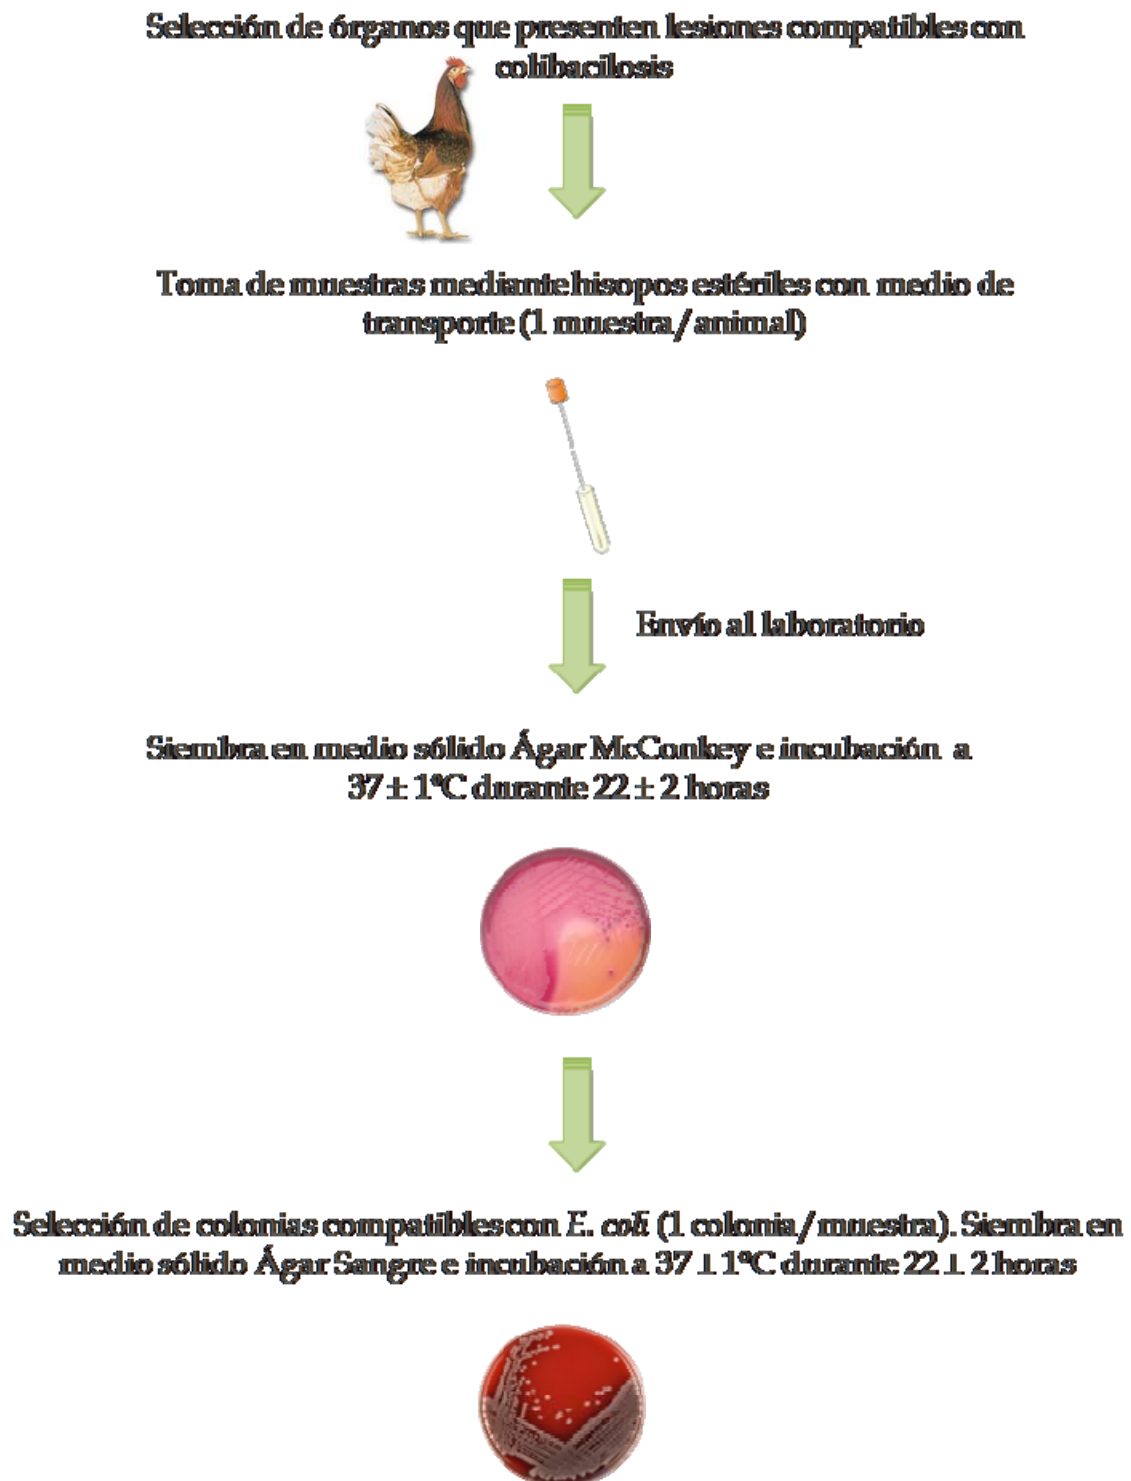 Selección de órganos que presenten lesiones compatibles con
colibacilosis
Toma de muestras mediante hisopos estériles con medio de
transporte (1 muestra/animal)
Envío al laboratorio
Siembra en medio sólido Ágar McConkey e incubación a
37 ± 1ºC durante 22 ± 2 horas
Selección de colonias compatibles con E. coli (1 colonia/muestra). Siembra en
medio sólido Ágar Sangre e incubación a 37 ± 1ºC durante 22 ± 2 horas